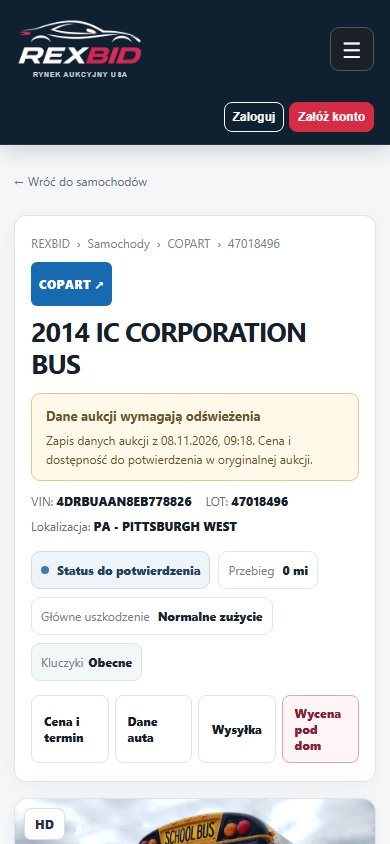 REXBID
RYNEK AUKCYJNY USA
☰
Zaloguj
Załóż konto
← Wróć do samochodów
REXBID › Samochody › COPART › 47018496
COPART ↗
2014 IC CORPORATION
BUS
Dane aukcji wymagają odświeżenia
Zapis danych aukcji z 08.11.2026, 09:18. Cena i
dostępność do potwierdzenia w oryginalnej aukcji.
VIN: 4DRBUAAN8EB778826 LOT: 47018496
Lokalizacja: PA - PITTSBURGH WEST
Status do potwierdzenia
Przebieg 0 mi
Główne uszkodzenie Normalne zużycie
Kluczyki Obecne
Cena i
termin
Dane
auta
Wysyłka
Wycena
pod
dom
HD
SCHOOL BUS